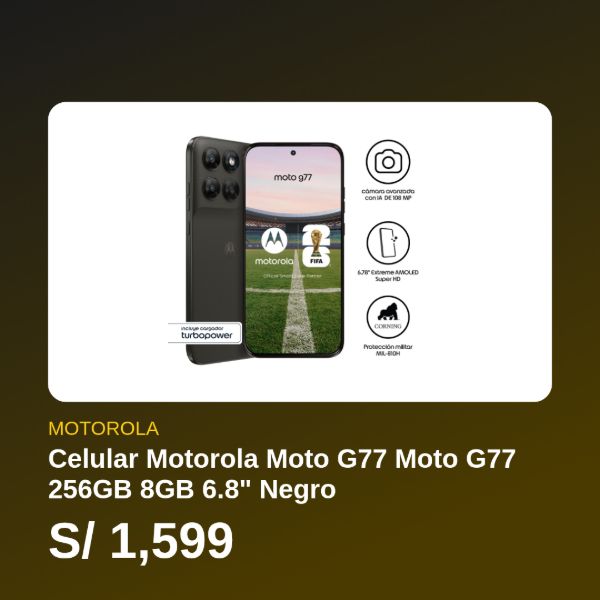 moto g77
motorola
26
FIFA
incluye cargador
turbopower
cámara avanzada
con IA DE 108 MP
6.78" Extreme AMOLED
Super HD
CORNING
Protección militar
MIL-810H
MOTOROLA
Celular Motorola Moto G77 Moto G77
256GB 8GB 6.8" Negro
S/ 1,599